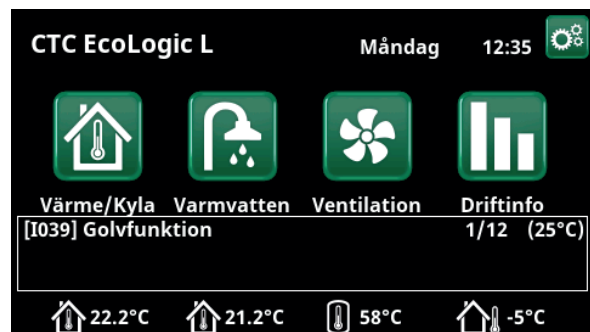 CTC EcoLogic L Måndag 12:35
Värme/Kyla Varmvatten Ventilation Driftinfo
[I039] Golvfunktion 1/12 (25°C)
22.2°C 21.2°C 58°C -5°C